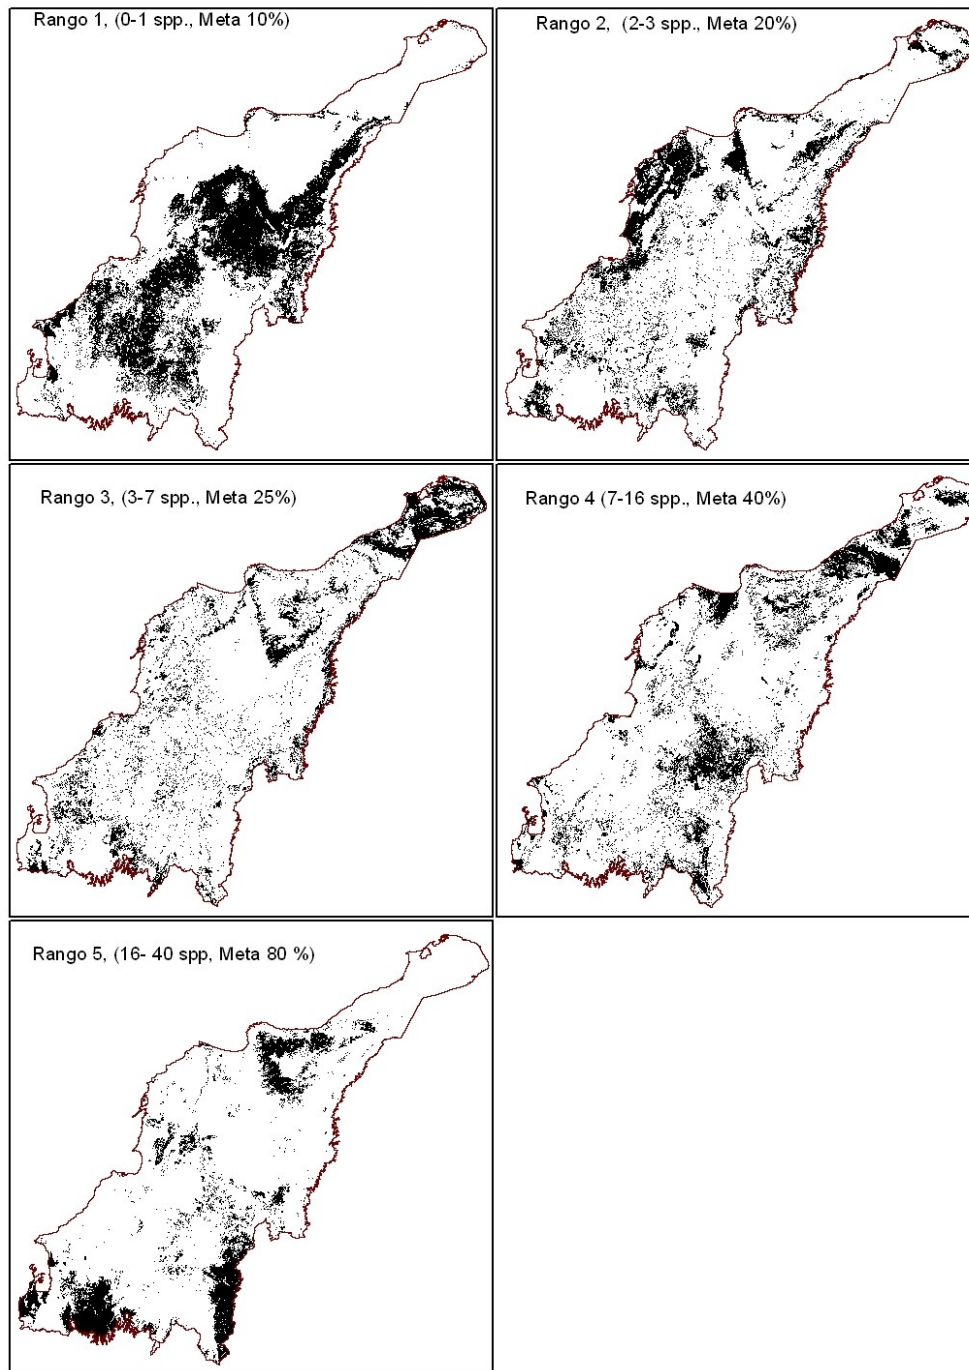 Rango 1, (0-1 spp., Meta 10%)
Rango 2, (2-3 spp., Meta 20%)
Rango 3, (3-7 spp., Meta 25%)
Rango 4 (7-16 spp., Meta 40%)
Rango 5, (16- 40 spp, Meta 80 %)